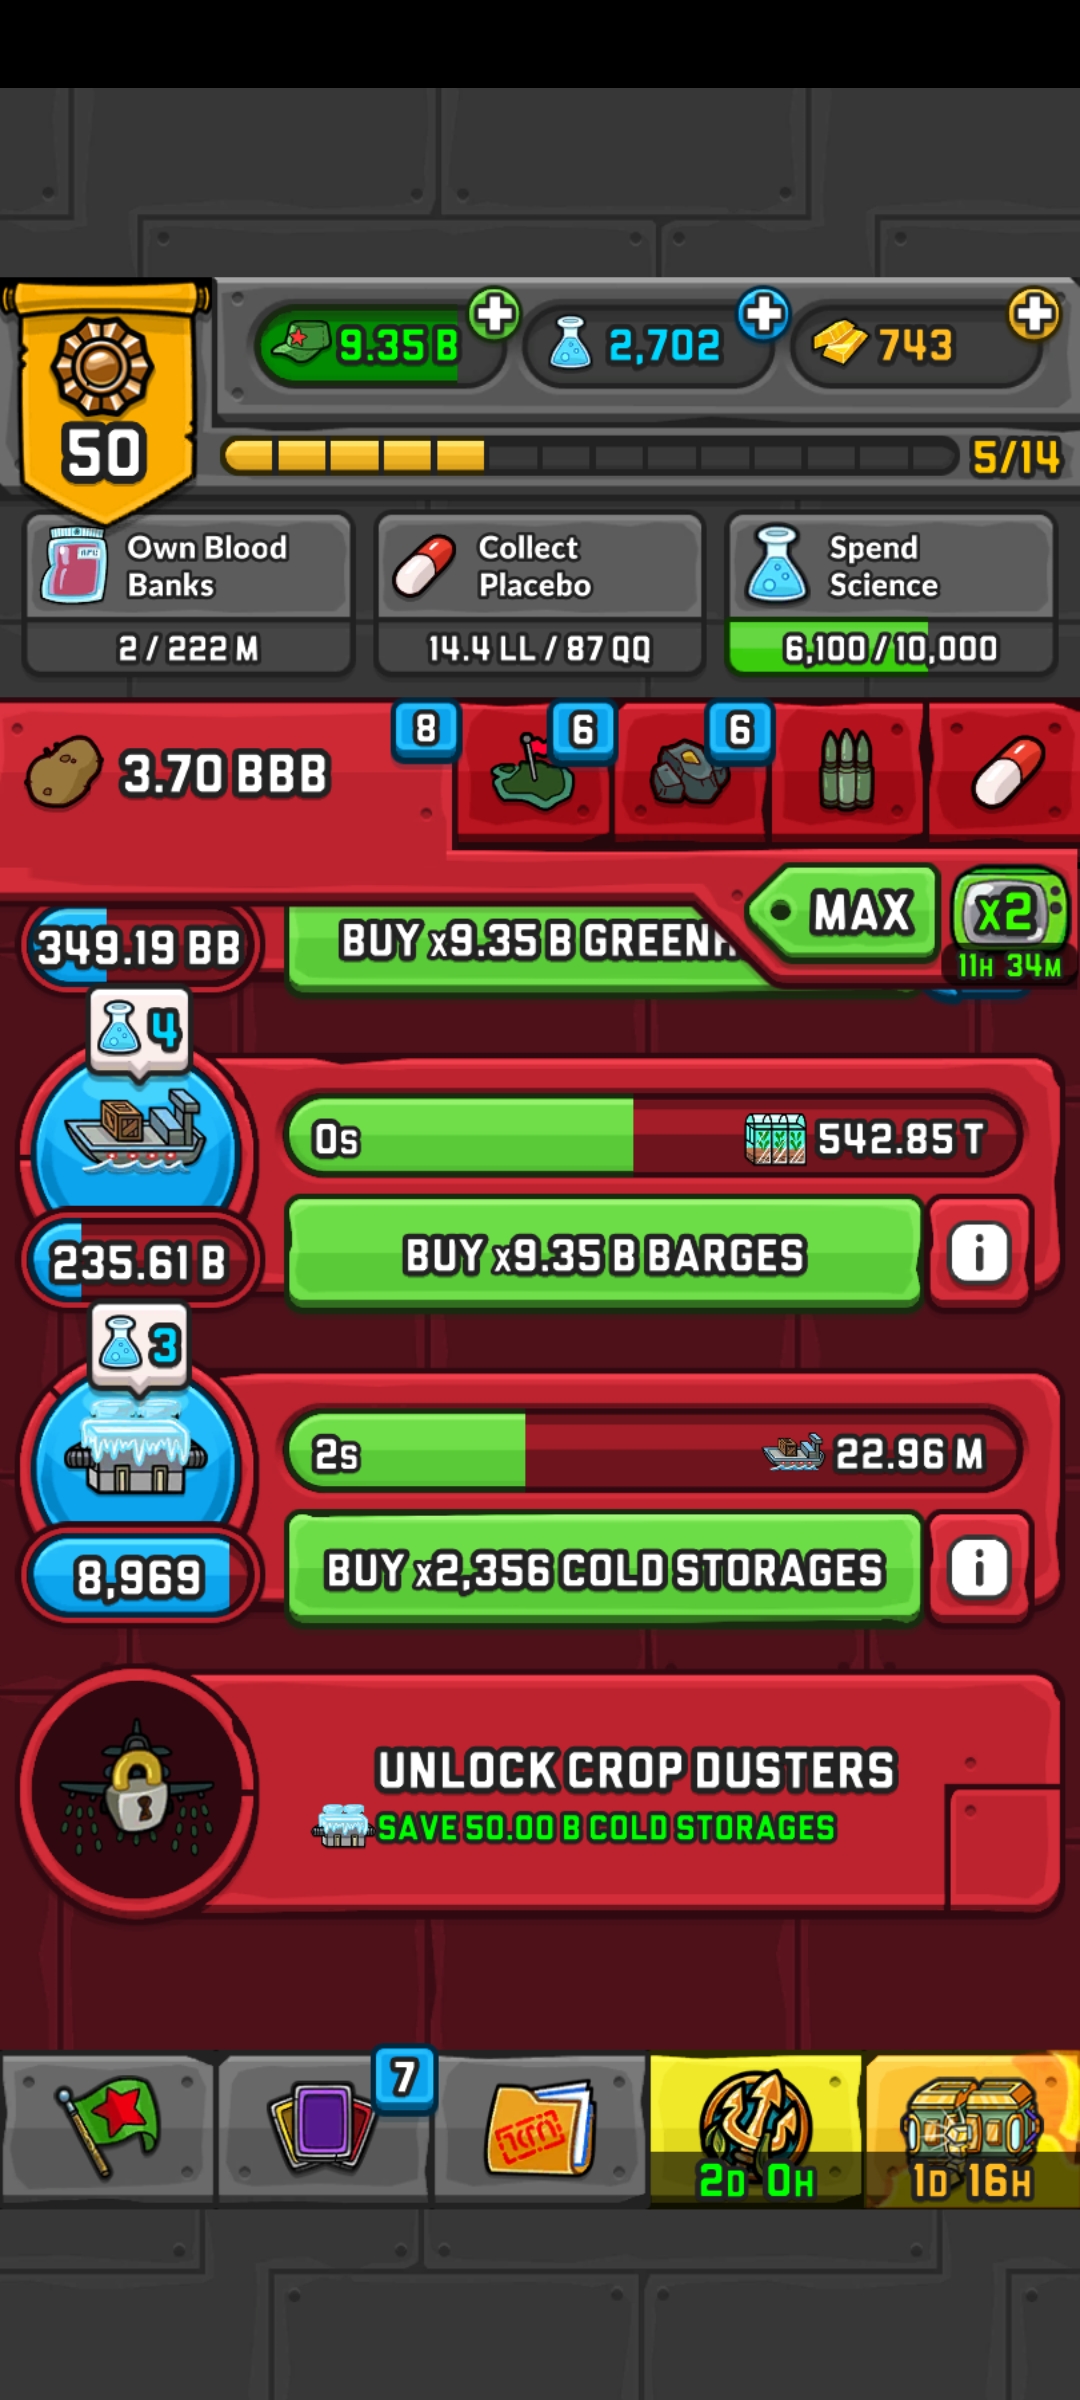 9.35 B
2,702
743
50
5/14
Own Blood
Banks
2 / 222 M
Collect
Placebo
14.4 LL / 87 QQ
Spend
Science
6,100 / 10,000
3.70 BBB
8
6
6
MAX
x2
11H 34M
349.19 BB
BUY x9.35 B
4
0s
542.85 T
235.61 B
BUY x9.35 B BARGES
i
3
2s
22.96 M
8,969
BUY x2,356 COLD STORAGES
i
UNLOCK CROP DUSTERS
SAVE 50.00 B COLD STORAGES
7
2D 0H
1D 16H